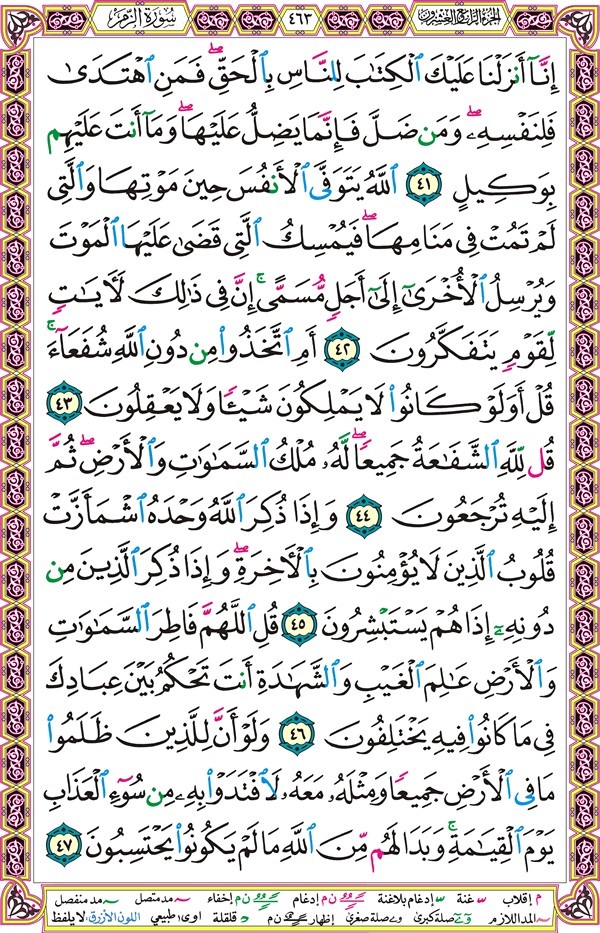 الجزء الرابع والعشرون ٤٦٣ سُورَةُ الزُّمَر
إِنَّآ أَنزَلْنَا عَلَيْكَ ٱلْكِتَٰبَ لِلنَّاسِ بِٱلْحَقِّۖ فَمَنِ ٱهْتَدَىٰ
فَلِنَفْسِهِۦۖ وَمَن ضَلَّ فَإِنَّمَا يَضِلُّ عَلَيْهَاۖ وَمَآ أَنتَ عَلَيْهِم
بِوَكِيلٍ ٤١ ٱللَّهُ يَتَوَفَّى ٱلْأَنفُسَ حِينَ مَوْتِهَا وَٱلَّتِى
لَمْ تَمُتْ فِى مَنَامِهَاۖ فَيُمْسِكُ ٱلَّتِى قَضَىٰ عَلَيْهَا ٱلْمَوْتَ
وَيُرْسِلُ ٱلْأُخْرَىٰٓ إِلَىٰٓ أَجَلٍ مُّسَمًّىۚ إِنَّ فِى ذَٰلِكَ لَءَايَٰتٍ
لِّقَوْمٍ يَتَفَكَّرُونَ ٤٢ أَمِ ٱتَّخَذُوا۟ مِن دُونِ ٱللَّهِ شُفَعَآءَۚ
قُلْ أَوَلَوْ كَانُوا۟ لَا يَمْلِكُونَ شَيْـًٔا وَلَا يَعْقِلُونَ ٤٣
قُل لِّلَّهِ ٱلشَّفَٰعَةُ جَمِيعًاۖ لَّهُۥ مُلْكُ ٱلسَّمَٰوَٰتِ وَٱلْأَرْضِۖ ثُمَّ
إِلَيْهِ تُرْجَعُونَ ٤٤ وَإِذَا ذُكِرَ ٱللَّهُ وَحْدَهُ ٱشْمَأَزَّتْ
قُلُوبُ ٱلَّذِينَ لَا يُؤْمِنُونَ بِٱلْءَاخِرَةِۖ وَإِذَا ذُكِرَ ٱلَّذِينَ مِن
دُونِهِۦٓ إِذَا هُمْ يَسْتَبْشِرُونَ ٤٥ قُلِ ٱللَّهُمَّ فَاطِرَ ٱلسَّمَٰوَٰتِ
وَٱلْأَرْضِ عَٰلِمَ ٱلْغَيْبِ وَٱلشَّهَٰدَةِ أَنتَ تَحْكُمُ بَيْنَ عِبَادِكَ
فِى مَا كَانُوا۟ فِيهِ يَخْتَلِفُونَ ٤٦ وَلَوْ أَنَّ لِلَّذِينَ ظَلَمُوا۟
مَا فِى ٱلْأَرْضِ جَمِيعًا وَمِثْلَهُۥ مَعَهُۥ لَٱفْتَدَوْا۟ بِهِۦ مِن سُوٓءِ ٱلْعَذَابِ
يَوْمَ ٱلْقِيَٰمَةِۚ وَبَدَا لَهُم مِّنَ ٱللَّهِ مَا لَمْ يَكُونُوا۟ يَحْتَسِبُونَ ٤٧
م إقلاب س غنة س إدغام بلاغنة ن م إدغام ن م إخفاء مد متصل مد منفصل
المد اللازم صلة كبرى صلة صغرى إظهار ن م قلقلة اوى طبيعي اللون الأزرق: لا يلفظ